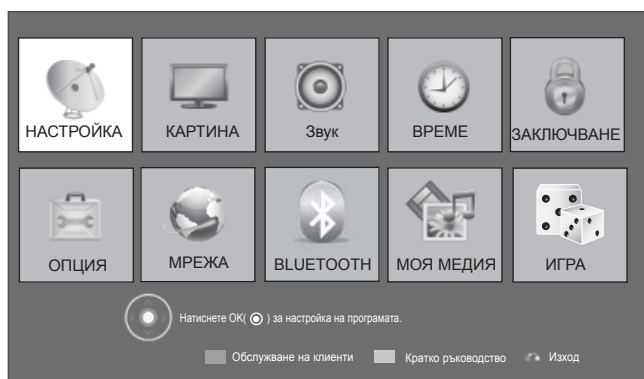 НАСТРОЙКА КАРТИНА Звук ВРЕМЕ ЗАКЛЮЧВАНЕ
ОПЦИЯ МРЕЖА BLUETOOTH МОЯ МЕДИЯ ИГРА
Натиснете OK( ) за настройка на програмата.
Обслужване на клиенти Кратко ръководство Изход